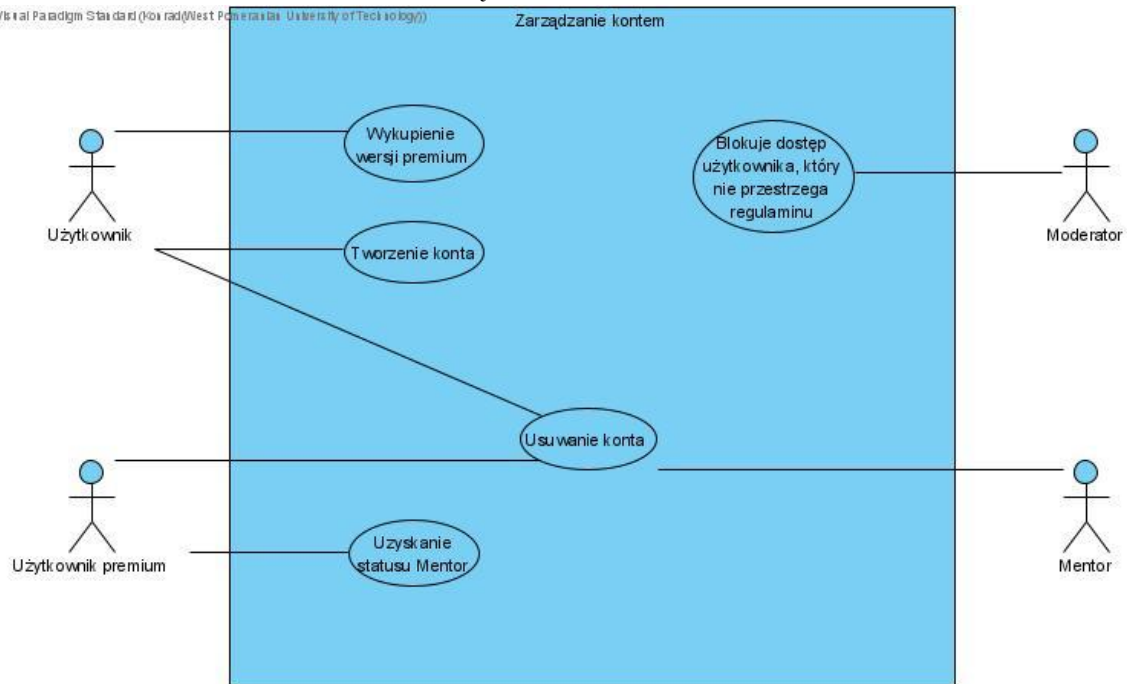 Visual Paradigm Standard (Konrad(West Pomeranian University of Technology))
Zarządzanie kontem
Wykupienie
wersji premium
Blokuje dostęp
użytkownika, który
nie przestrzega
regulaminu
Użytkownik
Moderator
Tworzenie konta
Usuwanie konta
Uzyskanie
statusu Mentor
Użytkownik premium
Mentor